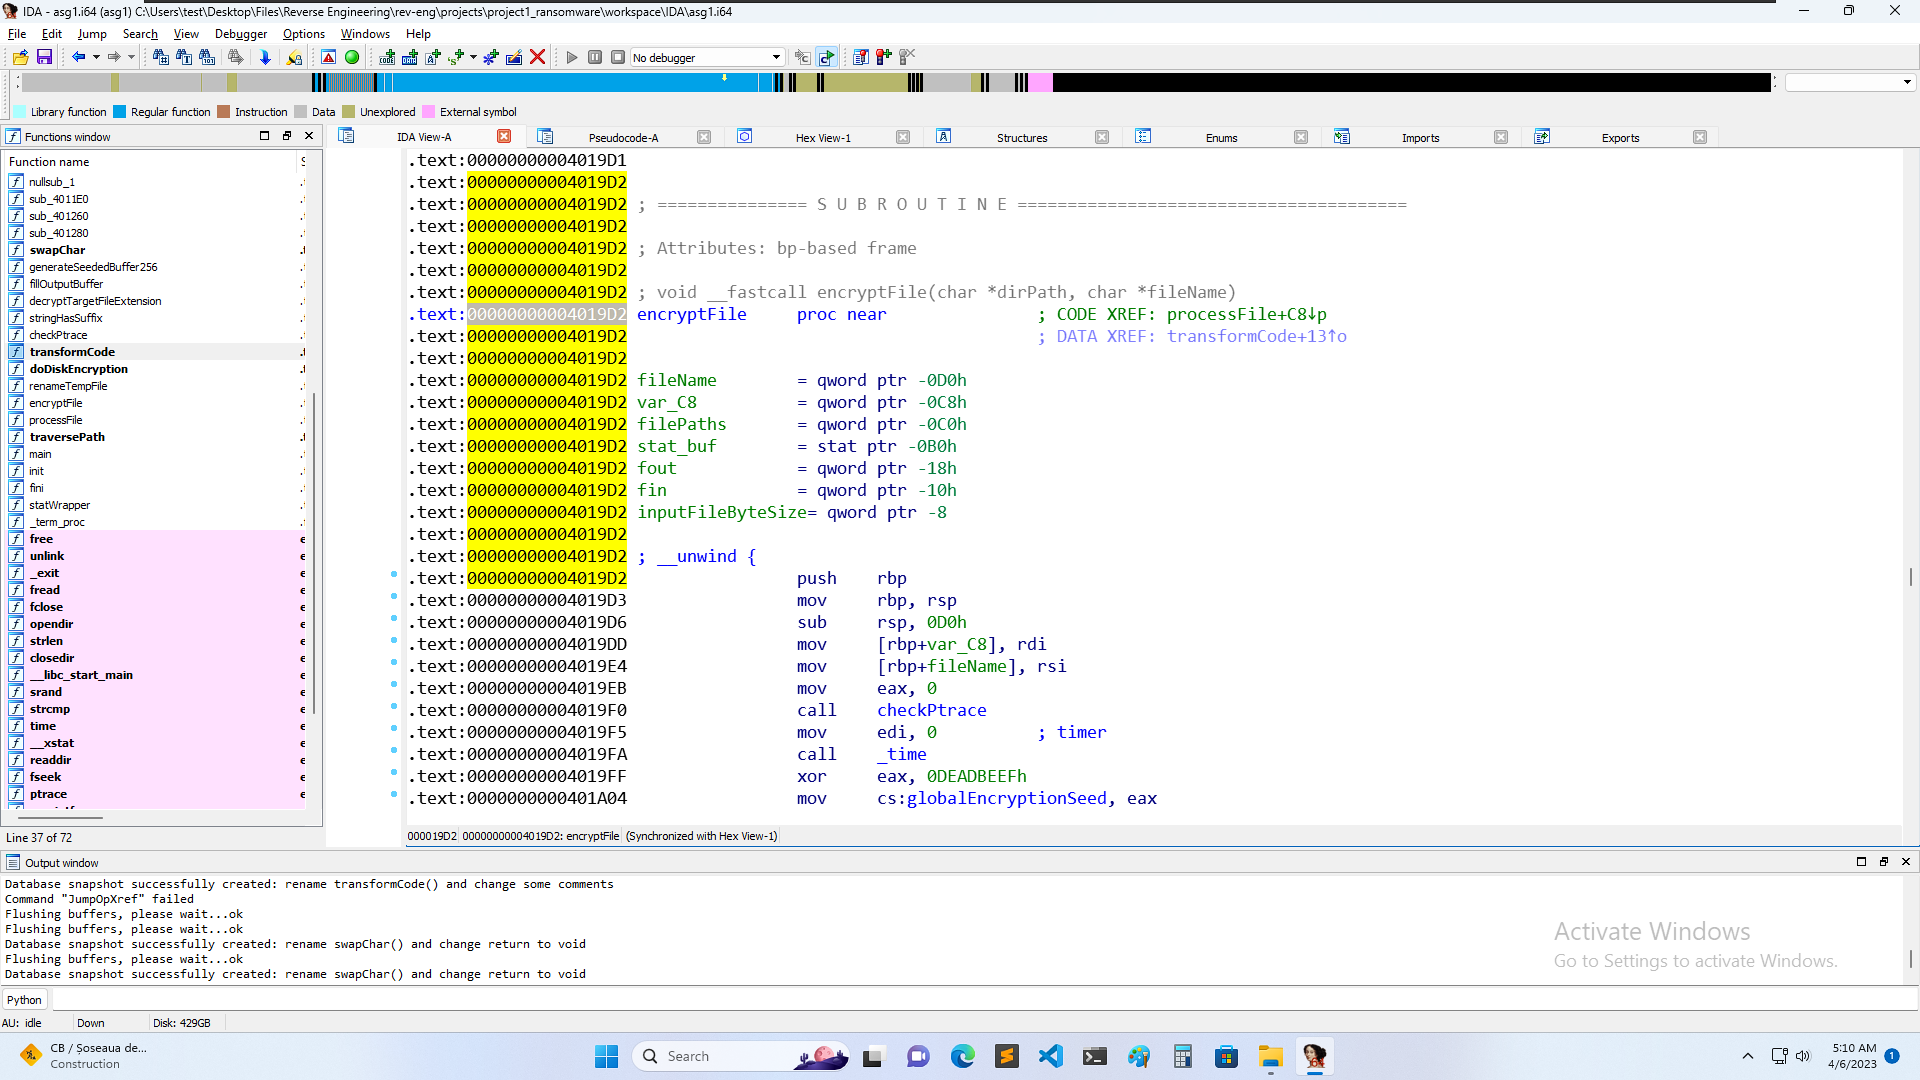 IDA - asg1.i64 (asg1) C:\Users\test\Desktop\Files\Reverse Engineering\rev-eng\projects\project1_ransomware\workspace\IDA\asg1.i64
File Edit Jump Search View Debugger Options Windows Help
No debugger
Library function Regular function Instruction Data Unexplored External symbol
Functions window
IDA View-A Pseudocode-A Hex View-1 Structures Enums Imports Exports
Function name
nullsub_1
sub_4011E0
sub_401260
sub_401280
swapChar
generateSeededBuffer256
fillOutputBuffer
decryptTargetFileExtension
stringHasSuffix
checkPtrace
transformCode
doDiskEncryption
renameTempFile
encryptFile
processFile
traversePath
main
init
fini
statWrapper
_term_proc
free
unlink
_exit
fread
fclose
opendir
strlen
closedir
__libc_start_main
srand
strcmp
time
__xstat
readdir
fseek
ptrace
Line 37 of 72
.text:00000000004019D1
.text:00000000004019D2
.text:00000000004019D2 ; =============== S U B R O U T I N E =======================================
.text:00000000004019D2
.text:00000000004019D2 ; Attributes: bp-based frame
.text:00000000004019D2
.text:00000000004019D2 ; void __fastcall encryptFile(char *dirPath, char *fileName)
.text:00000000004019D2 encryptFile proc near ; CODE XREF: processFile+C8↓p
.text:00000000004019D2 ; DATA XREF: transformCode+13↑o
.text:00000000004019D2
.text:00000000004019D2 fileName = qword ptr -0D0h
.text:00000000004019D2 var_C8 = qword ptr -0C8h
.text:00000000004019D2 filePaths = qword ptr -0C0h
.text:00000000004019D2 stat_buf = stat ptr -0B0h
.text:00000000004019D2 fout = qword ptr -18h
.text:00000000004019D2 fin = qword ptr -10h
.text:00000000004019D2 inputFileByteSize= qword ptr -8
.text:00000000004019D2
.text:00000000004019D2 ; __unwind {
.text:00000000004019D2 push rbp
.text:00000000004019D3 mov rbp, rsp
.text:00000000004019D6 sub rsp, 0D0h
.text:00000000004019DD mov [rbp+var_C8], rdi
.text:00000000004019E4 mov [rbp+fileName], rsi
.text:00000000004019EB mov eax, 0
.text:00000000004019F0 call checkPtrace
.text:00000000004019F5 mov edi, 0 ; timer
.text:00000000004019FA call _time
.text:00000000004019FF xor eax, 0DEADBEEFh
.text:0000000000401A04 mov cs:globalEncryptionSeed, eax
000019D2 00000000004019D2: encryptFile (Synchronized with Hex View-1)
Output window
Database snapshot successfully created: rename transformCode() and change some comments
Command "JumpOpXref" failed
Flushing buffers, please wait...ok
Flushing buffers, please wait...ok
Database snapshot successfully created: rename swapChar() and change return to void
Flushing buffers, please wait...ok
Database snapshot successfully created: rename swapChar() and change return to void
Activate Windows
Go to Settings to activate Windows.
Python
AU: idle Down Disk: 429GB
CB / Șoseaua de...
Construction
Search
5:10 AM
4/6/2023
1